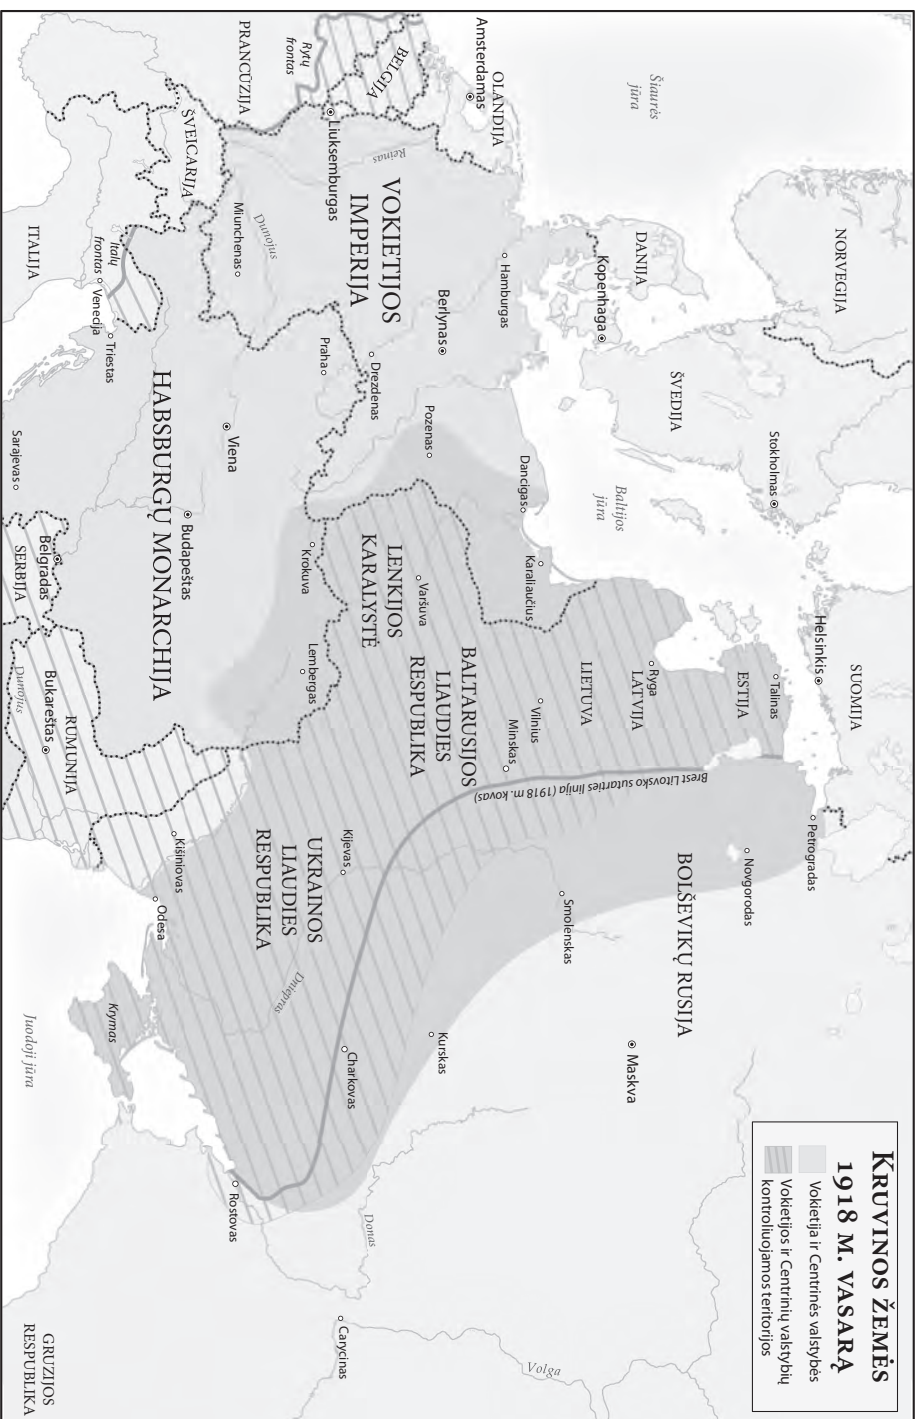 KRUVINOS ŽEMĖS
1918 M. VASARĄ
Vokietija ir Centrinės valstybės
Vokietijos ir Centrinių valstybių
kontroliuojamos teritorijos
NORVEGIJA
ŠVEDIJA
SUOMIJA
Stokholmas
Helsinkis
Petrogradas
Šiaurės
jūra
DANIJA
Kopenhaga
Baltijos
jūra
Talinas
ESTIJA
Novgorodas
Ryga
LATVIJA
BOLŠEVIKŲ RUSIJA
Maskva
Brest Litovsko sutarties linija (1918 m. kovas)
LIETUVA
Smolenskas
OLANDIJA
Amsterdamas
Hamburgas
Dancigas
Karaliaučius
Vilnius
Minskas
BALTARUSIJOS
LIAUDIES
RESPUBLIKA
Kurskas
BELGIJA
Berlynas
Pozenas
Varšuva
LENKIJOS
KARALYSTĖ
VOKIETIJOS
IMPERIJA
Reinas
Drezdenas
Liuksemburgas
Rytų
frontas
Praha
Krokuva
Lembergas
Kijevas
Charkovas
UKRAINOS
LIAUDIES
RESPUBLIKA
Dniepras
Donas
Carycinas
Volga
PRANCŪZIJA
Dunojus
Miunchenas
Viena
Rostovas
ŠVEICARIJA
Budapeštas
HABSBURGŲ MONARCHIJA
Kišiniovas
Odesa
Italų
frontas
Venecija
Triestas
Krymas
ITALIJA
Sarajevas
Belgradas
SERBIJA
RUMUNIJA
Bukareštas
Dunojus
Juodoji jūra
GRUZIJOS
RESPUBLIKA